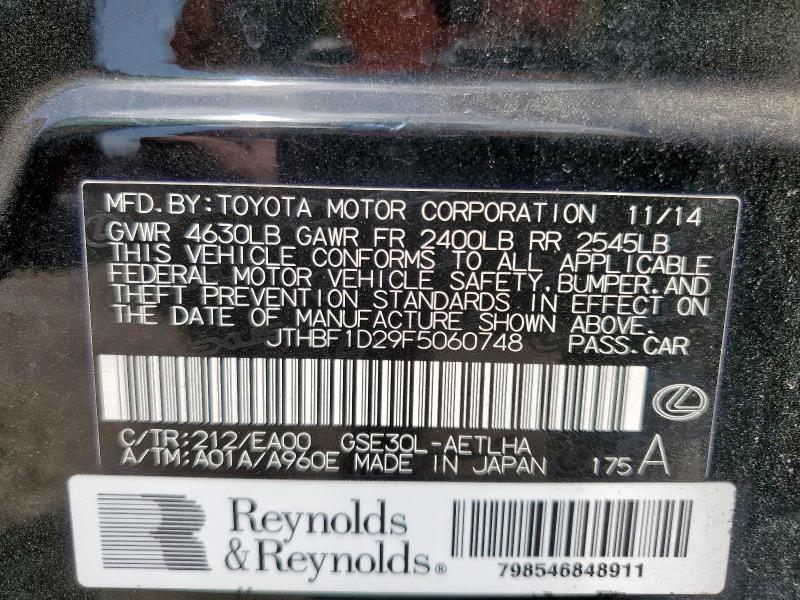 MFD.BY:TOYOTA MOTOR CORPORATION 11/14
GVWR 4630LB GAWR FR 2400LB RR 2545LB
THIS VEHICLE CONFORMS TO ALL APPLICABLE
FEDERAL MOTOR VEHICLE SAFETY.BUMPER.AND
THEFT PREVENTION STANDARDS IN EFFECT ON
THE DATE OF MANUFACTURE SHOWN ABOVE.
JTHBF1D29F5060748 PASS.CAR
C/TR:212/EA00 GSE30L-AETLHA
A/TM:A01A/A960E MADE IN JAPAN 175A
Reynolds
& Reynolds®
798546848911